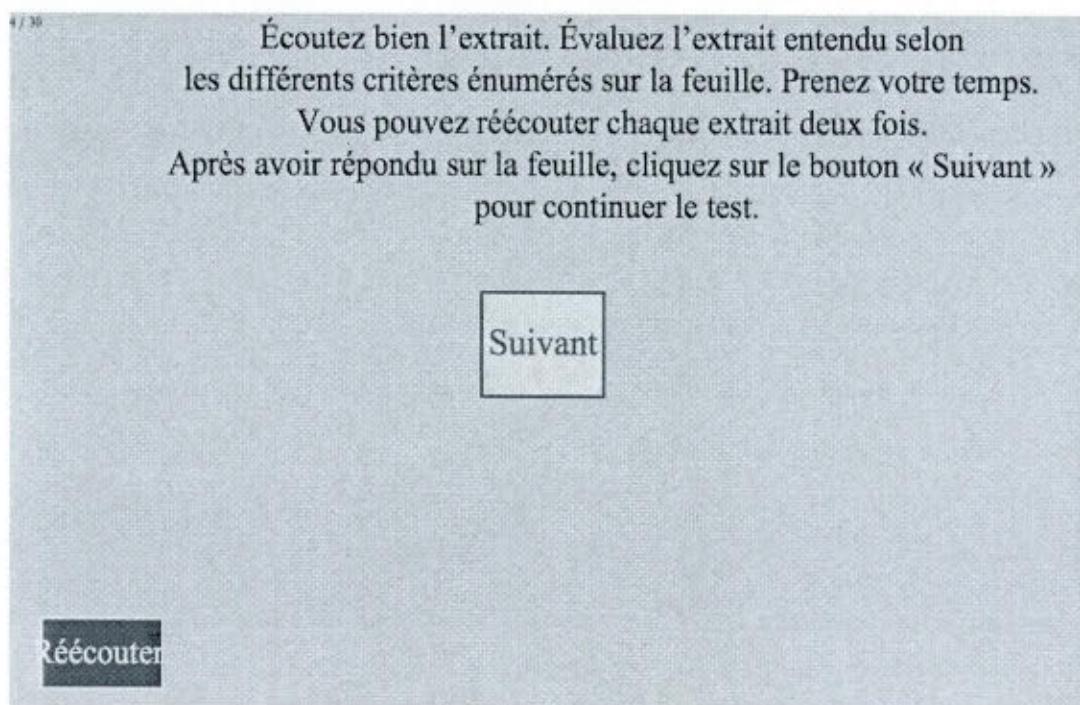 4 / 30
Écoutez bien l’extrait. Évaluez l’extrait entendu selon
les différents critères énumérés sur la feuille. Prenez votre temps.
Vous pouvez réécouter chaque extrait deux fois.
Après avoir répondu sur la feuille, cliquez sur le bouton « Suivant »
pour continuer le test.
Suivant
Réécouter